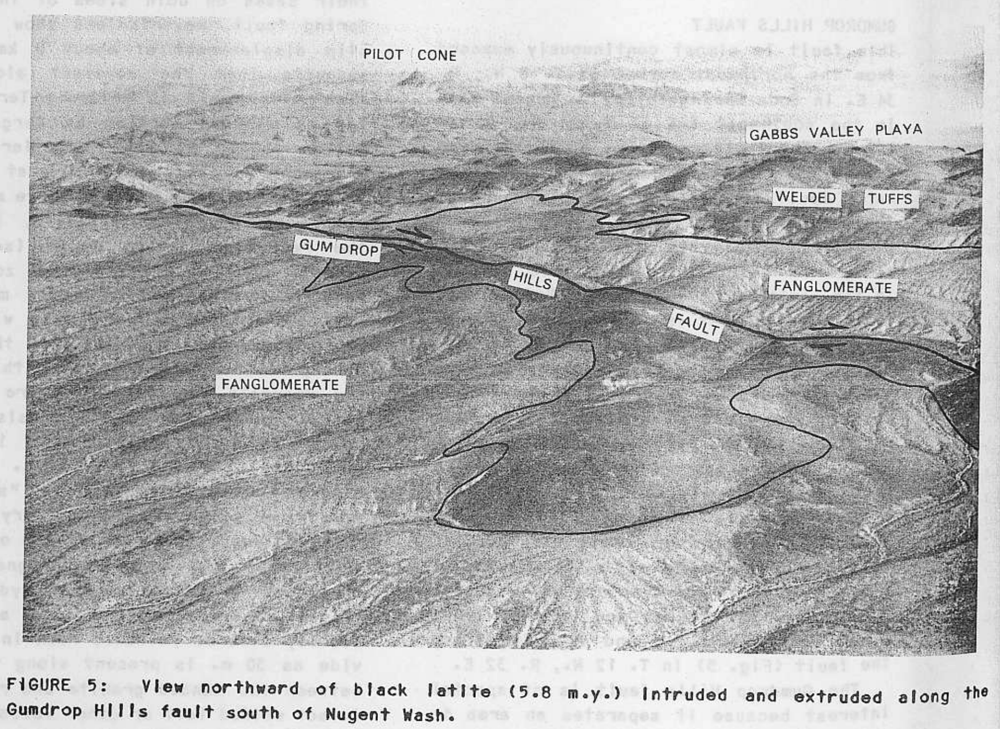 PILOT CONE
GABBS VALLEY PLAYA
WELDED TUFFS
GUM DROP
HILLS
FANGLOMERATE
FAULT
FANGLOMERATE
FIGURE 5: View northward of black latite (5.8 m.y.) intruded and extruded along the
Gumdrop Hills fault south of Nugent Wash.